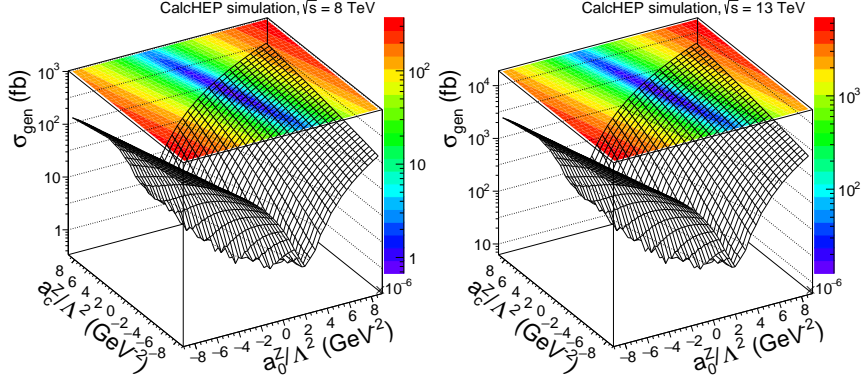 CalcHEP simulation, √s = 8 TeV
σgen (fb)
10³
10²
10
1
10²
10
1
8 6 4 2 0 −2 −4 −6 −8
a_c^Z/Λ² (GeV⁻²)
−8 −6 −4 −2 0 2 4 6 8
×10⁻⁶
a_0^Z/Λ² (GeV⁻²)
CalcHEP simulation, √s = 13 TeV
σgen (fb)
10⁴
10³
10²
10
10³
10²
8 6 4 2 0 −2 −4 −6 −8
a_c^Z/Λ² (GeV⁻²)
−8 −6 −4 −2 0 2 4 6 8
×10⁻⁶
a_0^Z/Λ² (GeV⁻²)